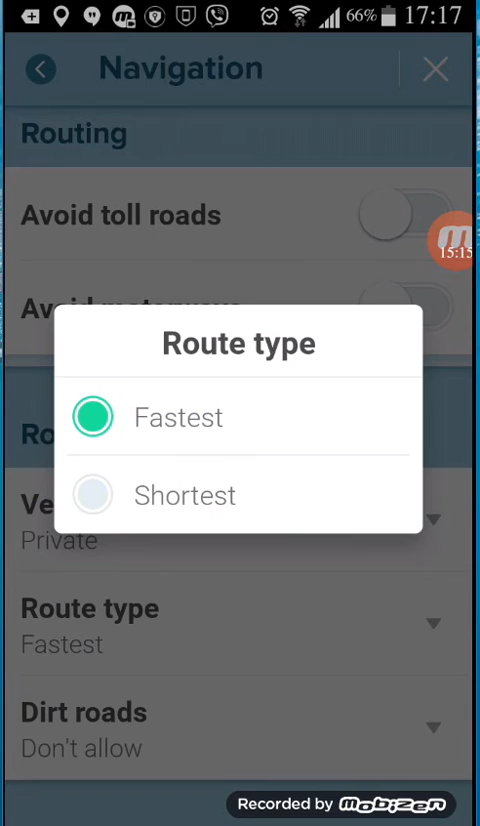 66% 17:17
Navigation
Routing
Avoid toll roads
15:15
Route type
Fastest
Shortest
Private
Route type
Fastest
Dirt roads
Don't allow
Recorded by mobizen